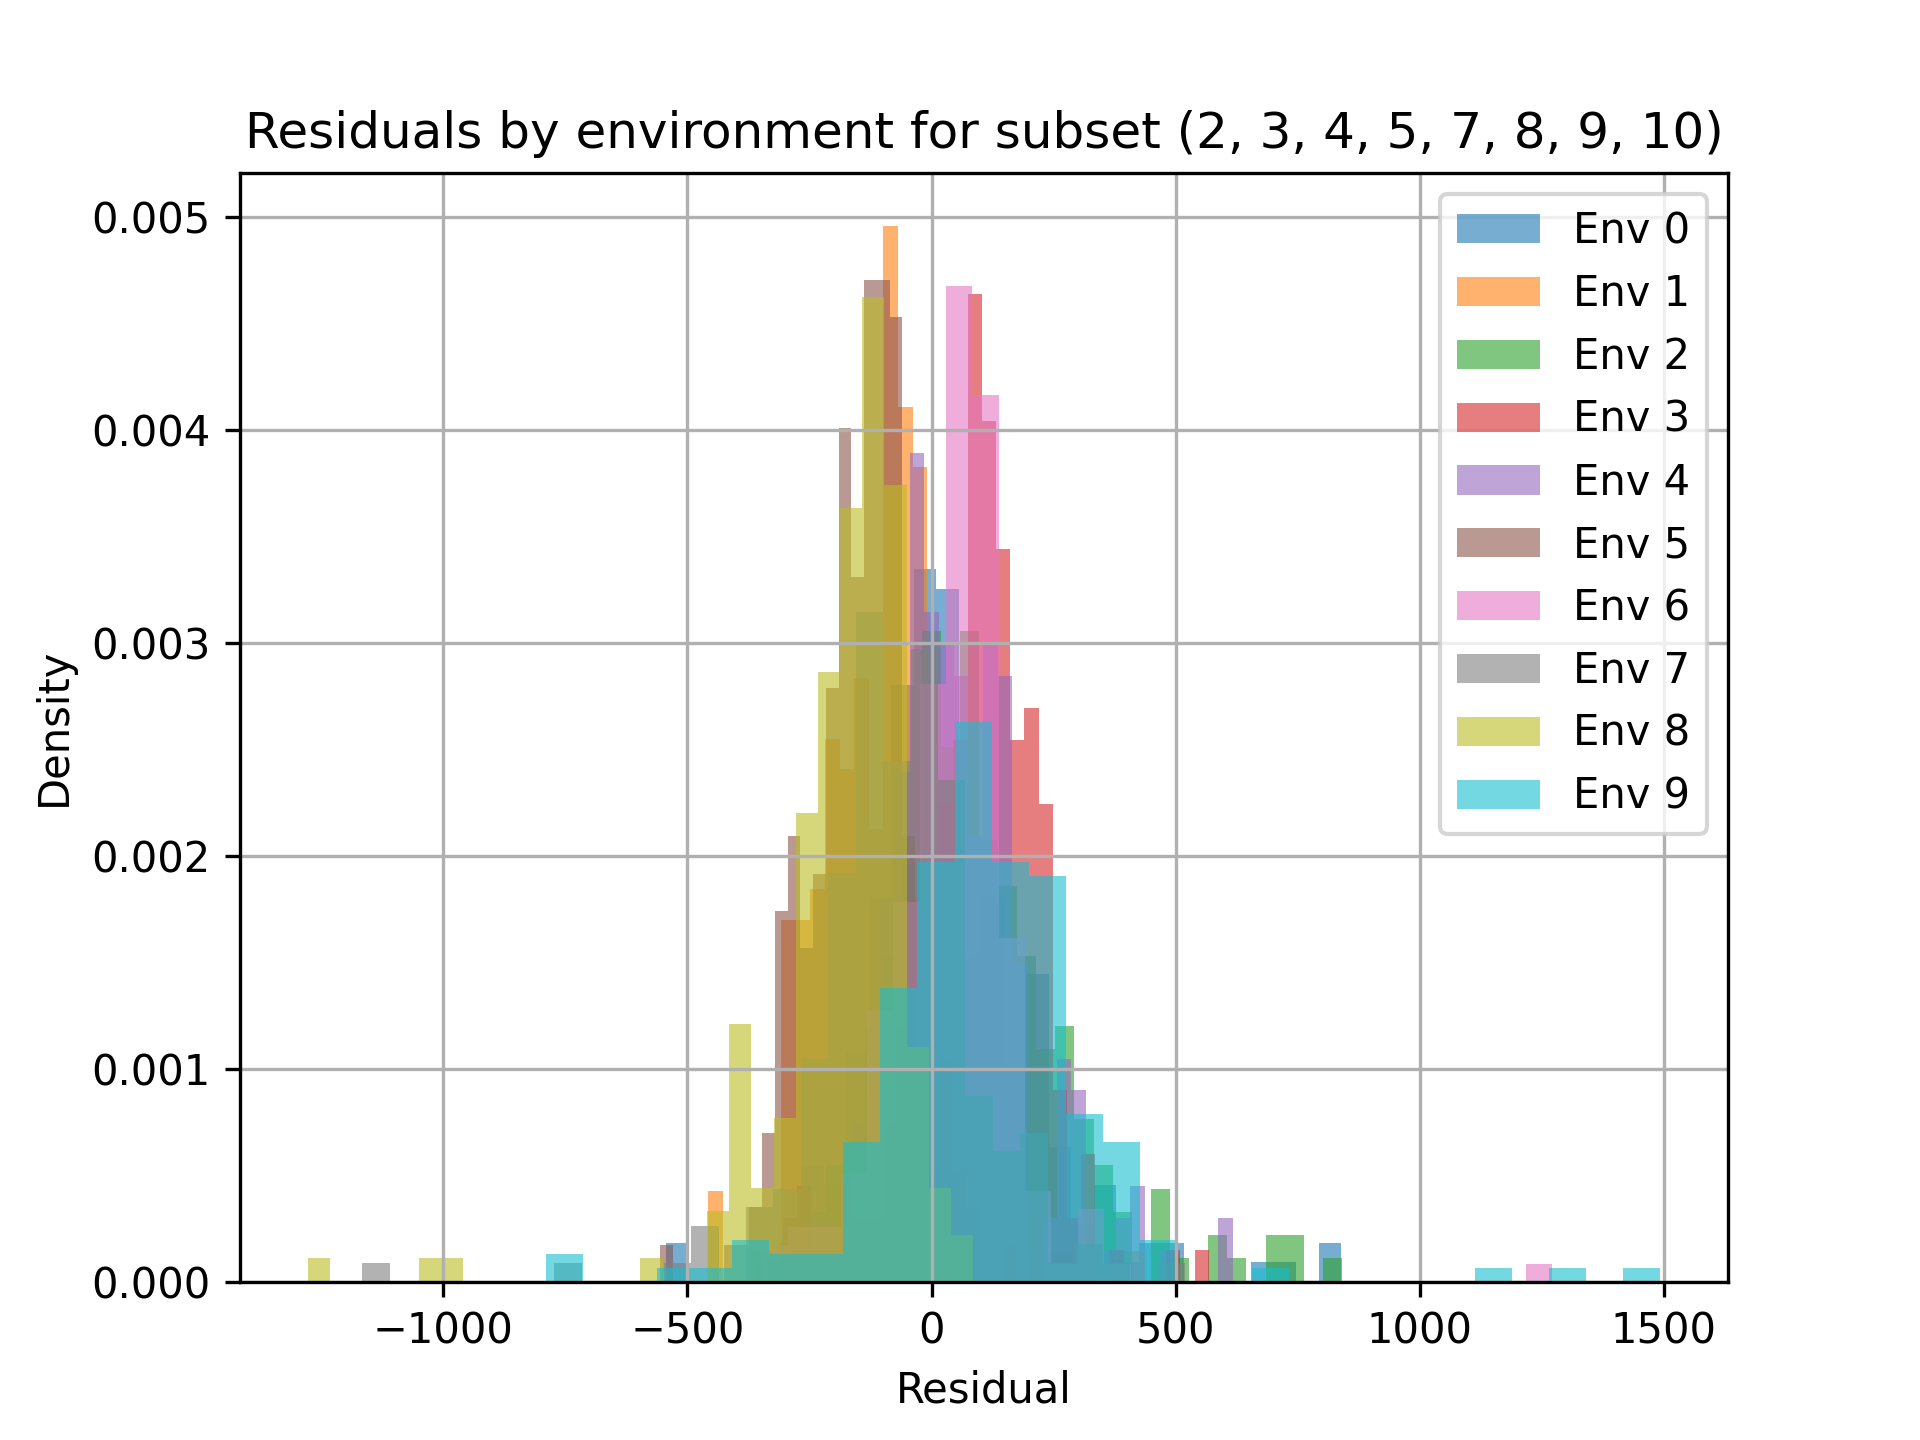 Residuals by environment for subset (2, 3, 4, 5, 7, 8, 9, 10)
0.005
0.004
0.003
0.002
0.001
0.000
Density
Env 0
Env 1
Env 2
Env 3
Env 4
Env 5
Env 6
Env 7
Env 8
Env 9
−1000
−500
0
500
1000
1500
Residual